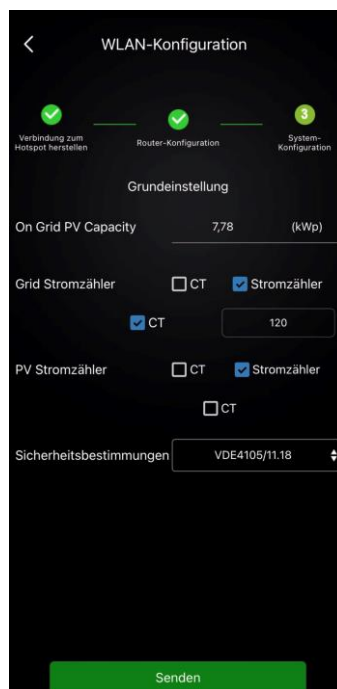 WLAN-Konfiguration
3
Verbindung zum
Hotspot herstellen
Router-Konfiguration
System-
Konfiguration
Grundeinstellung
On Grid PV Capacity 7,78 (kWp)
Grid Stromzähler CT Stromzähler
CT 120
PV Stromzähler CT Stromzähler
CT
Sicherheitsbestimmungen VDE4105/11.18
Senden